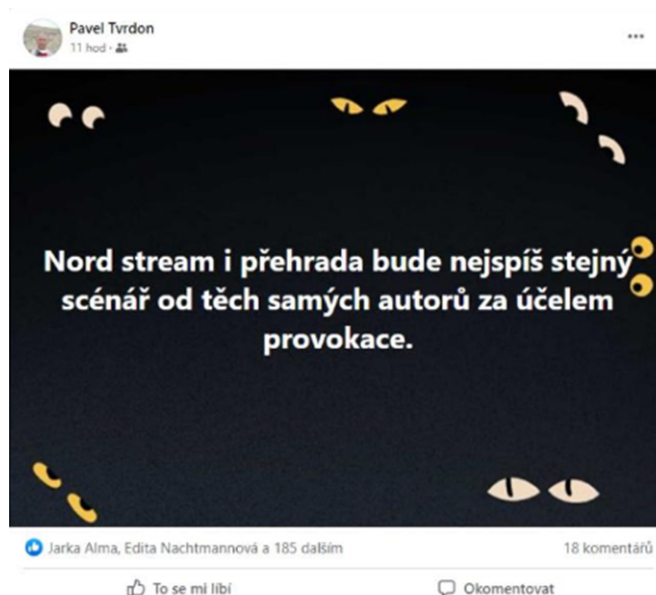 Pavel Tvrdon
11 hod ·
Nord stream i přehrada bude nejspíš stejný
scénář od těch samých autorů za účelem
provokace.
Jarka Alma, Edita Nachtmannová a 185 dalším
18 komentářů
To se mi líbí
Okomentovat